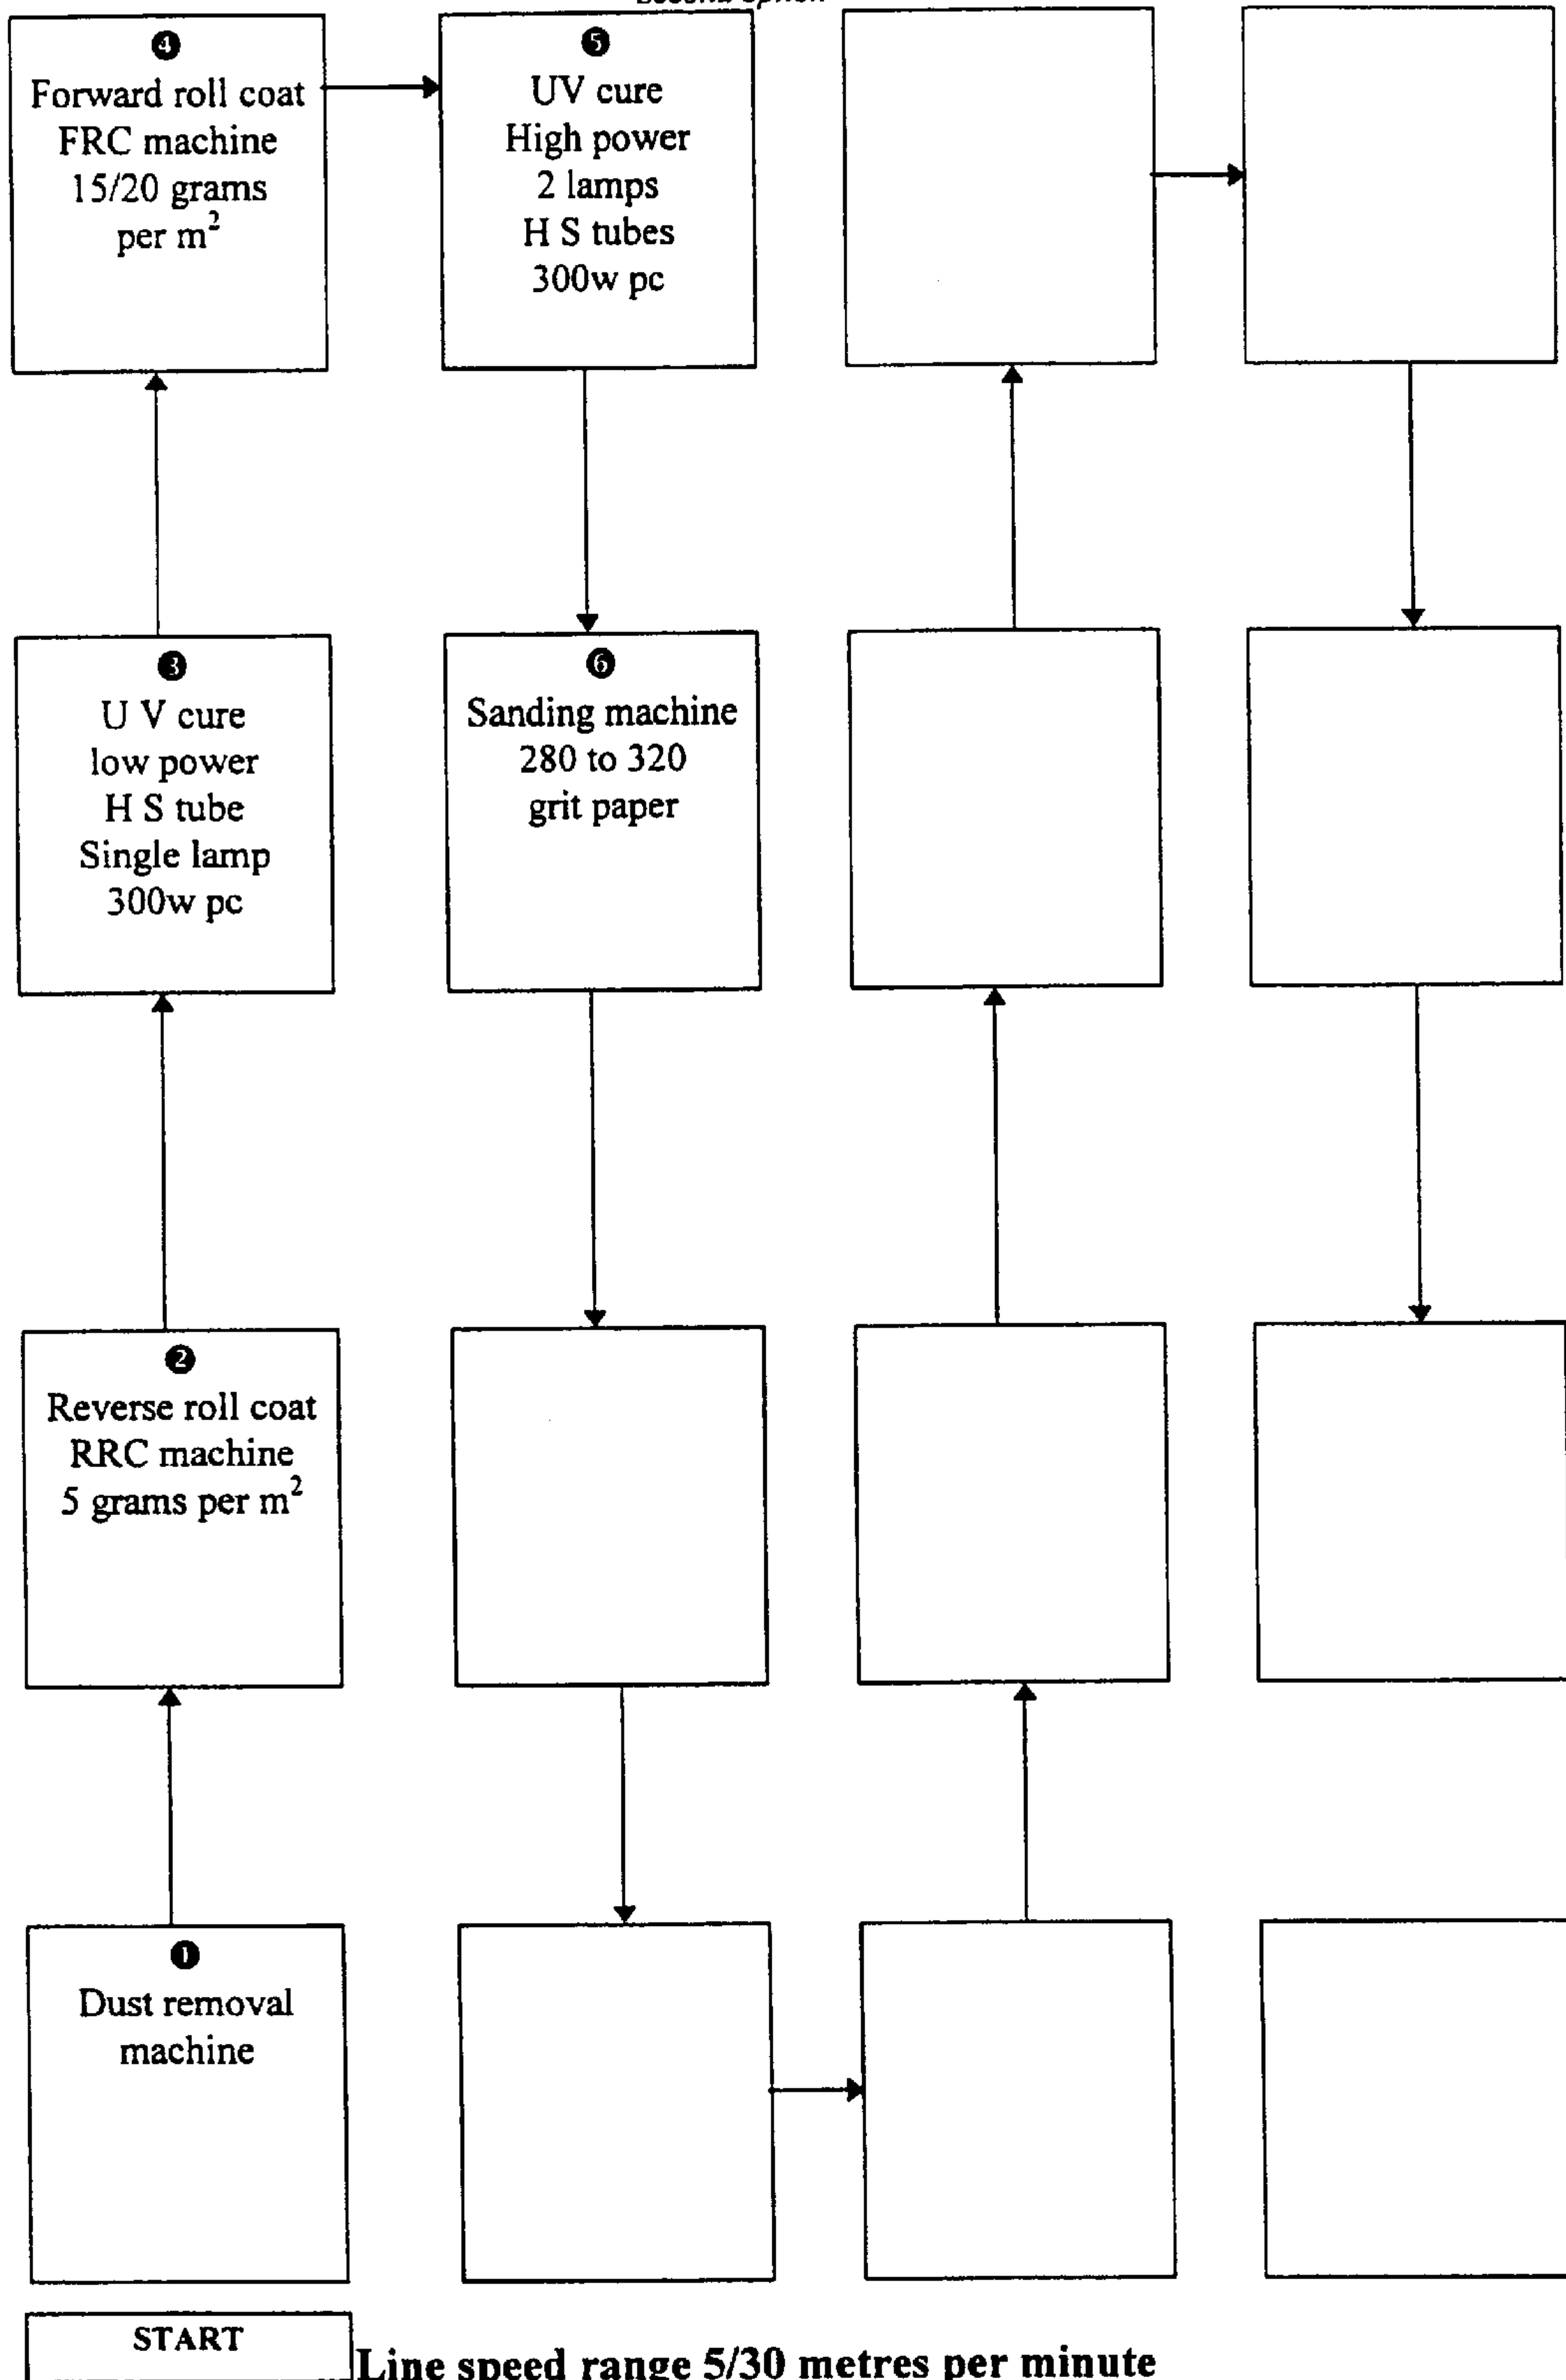 ❹
Forward roll coat
FRC machine
15/20 grams
per m²
❺
UV cure
High power
2 lamps
H S tubes
300w pc
❸
U V cure
low power
H S tube
Single lamp
300w pc
❻
Sanding machine
280 to 320
grit paper
❷
Reverse roll coat
RRC machine
5 grams per m²
❶
Dust removal
machine
START
Line speed range 5/30 metres per minute